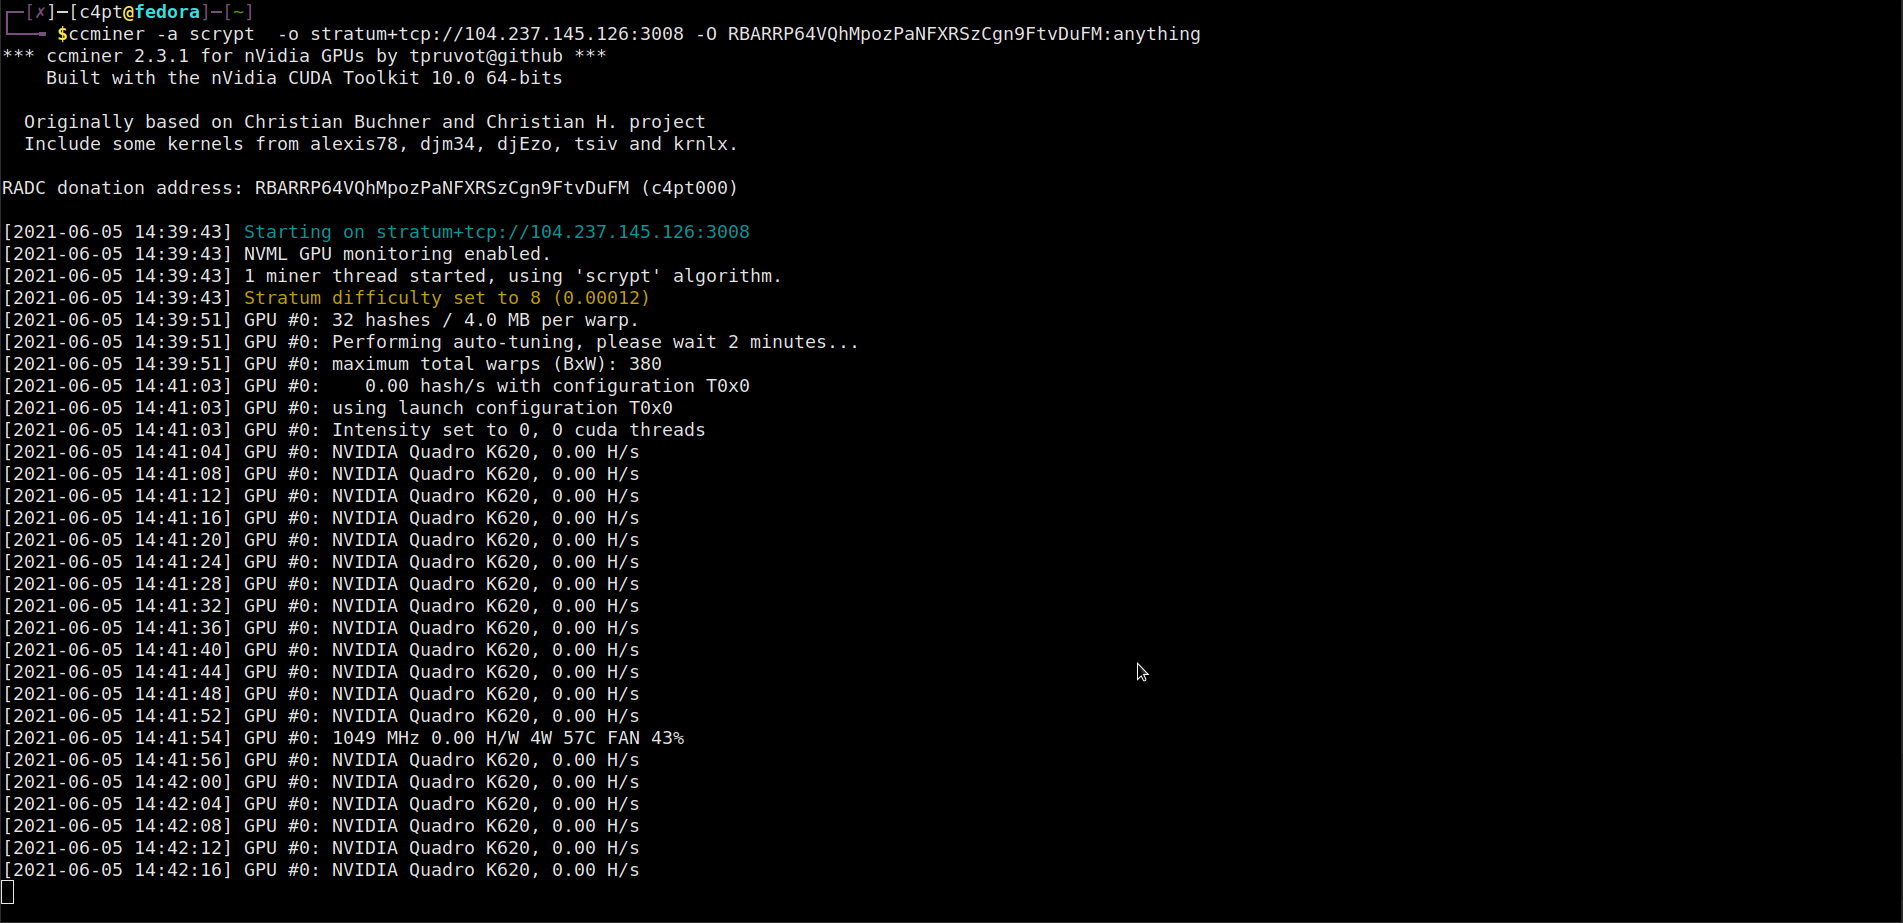 ┌─[✗]─[c4pt@fedora]─[~]
└──╼ $ccminer -a scrypt  -o stratum+tcp://104.237.145.126:3008 -O RBARRP64VQhMpozPaNFXRSzCgn9FtvDuFM:anything
*** ccminer 2.3.1 for nVidia GPUs by tpruvot@github ***
    Built with the nVidia CUDA Toolkit 10.0 64-bits
  Originally based on Christian Buchner and Christian H. project
  Include some kernels from alexis78, djm34, djEzo, tsiv and krnlx.
RADC donation address: RBARRP64VQhMpozPaNFXRSzCgn9FtvDuFM (c4pt000)
[2021-06-05 14:39:43] Starting on stratum+tcp://104.237.145.126:3008
[2021-06-05 14:39:43] NVML GPU monitoring enabled.
[2021-06-05 14:39:43] 1 miner thread started, using 'scrypt' algorithm.
[2021-06-05 14:39:43] Stratum difficulty set to 8 (0.00012)
[2021-06-05 14:39:51] GPU #0: 32 hashes / 4.0 MB per warp.
[2021-06-05 14:39:51] GPU #0: Performing auto-tuning, please wait 2 minutes...
[2021-06-05 14:39:51] GPU #0: maximum total warps (BxW): 380
[2021-06-05 14:41:03] GPU #0:    0.00 hash/s with configuration T0x0
[2021-06-05 14:41:03] GPU #0: using launch configuration T0x0
[2021-06-05 14:41:03] GPU #0: Intensity set to 0, 0 cuda threads
[2021-06-05 14:41:04] GPU #0: NVIDIA Quadro K620, 0.00 H/s
[2021-06-05 14:41:08] GPU #0: NVIDIA Quadro K620, 0.00 H/s
[2021-06-05 14:41:12] GPU #0: NVIDIA Quadro K620, 0.00 H/s
[2021-06-05 14:41:16] GPU #0: NVIDIA Quadro K620, 0.00 H/s
[2021-06-05 14:41:20] GPU #0: NVIDIA Quadro K620, 0.00 H/s
[2021-06-05 14:41:24] GPU #0: NVIDIA Quadro K620, 0.00 H/s
[2021-06-05 14:41:28] GPU #0: NVIDIA Quadro K620, 0.00 H/s
[2021-06-05 14:41:32] GPU #0: NVIDIA Quadro K620, 0.00 H/s
[2021-06-05 14:41:36] GPU #0: NVIDIA Quadro K620, 0.00 H/s
[2021-06-05 14:41:40] GPU #0: NVIDIA Quadro K620, 0.00 H/s
[2021-06-05 14:41:44] GPU #0: NVIDIA Quadro K620, 0.00 H/s
[2021-06-05 14:41:48] GPU #0: NVIDIA Quadro K620, 0.00 H/s
[2021-06-05 14:41:52] GPU #0: NVIDIA Quadro K620, 0.00 H/s
[2021-06-05 14:41:54] GPU #0: 1049 MHz 0.00 H/W 4W 57C FAN 43%
[2021-06-05 14:41:56] GPU #0: NVIDIA Quadro K620, 0.00 H/s
[2021-06-05 14:42:00] GPU #0: NVIDIA Quadro K620, 0.00 H/s
[2021-06-05 14:42:04] GPU #0: NVIDIA Quadro K620, 0.00 H/s
[2021-06-05 14:42:08] GPU #0: NVIDIA Quadro K620, 0.00 H/s
[2021-06-05 14:42:12] GPU #0: NVIDIA Quadro K620, 0.00 H/s
[2021-06-05 14:42:16] GPU #0: NVIDIA Quadro K620, 0.00 H/s